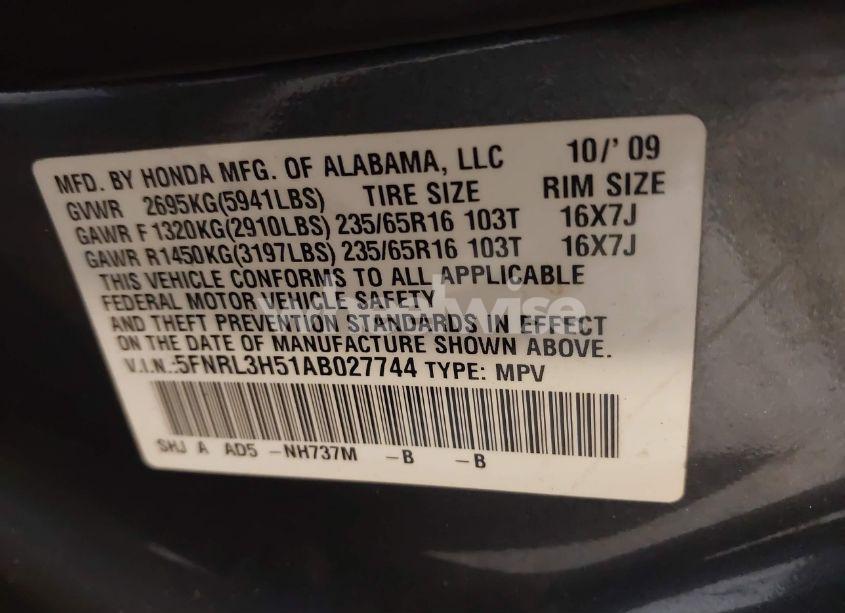 MFD. BY HONDA MFG. OF ALABAMA, LLC 10/' 09
GVWR 2695KG(5941LBS) TIRE SIZE RIM SIZE
GAWR F1320KG(2910LBS) 235/65R16 103T 16X7J
GAWR R1450KG(3197LBS) 235/65R16 103T 16X7J
THIS VEHICLE CONFORMS TO ALL APPLICABLE
FEDERAL MOTOR VEHICLE SAFETY
AND THEFT PREVENTION STANDARDS IN EFFECT
ON THE DATE OF MANUFACTURE SHOWN ABOVE.
V.I.N.:5FNRL3H51AB027744 TYPE: MPV
SHJ A AD5 -NH737M -B -B